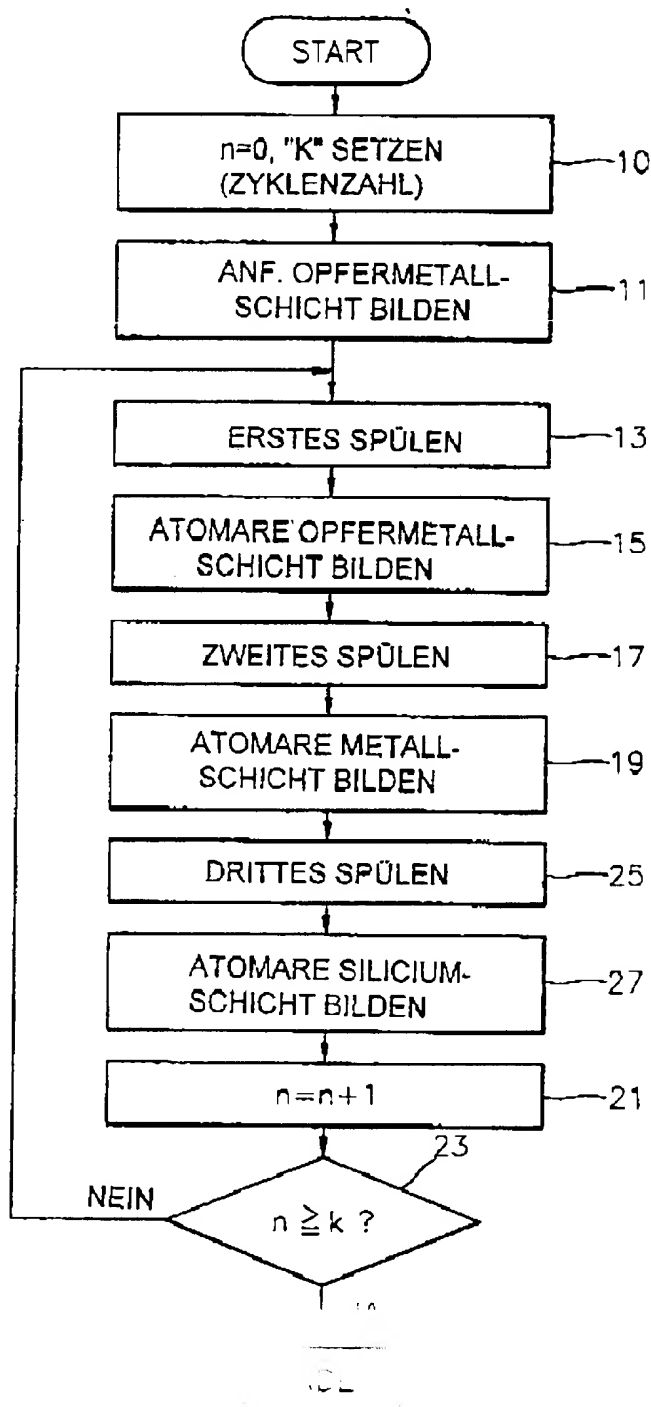 START
n=0, "K" SETZEN
(ZYKLENZAHL)
10
ANF. OPFERMETALL-
SCHICHT BILDEN
11
ERSTES SPÜLEN
13
ATOMARE OPFERMETALL-
SCHICHT BILDEN
15
ZWEITES SPÜLEN
17
ATOMARE METALL-
SCHICHT BILDEN
19
DRITTES SPÜLEN
25
ATOMARE SILICIUM-
SCHICHT BILDEN
27
n=n+1
21
23
NEIN
n ≧ k ?